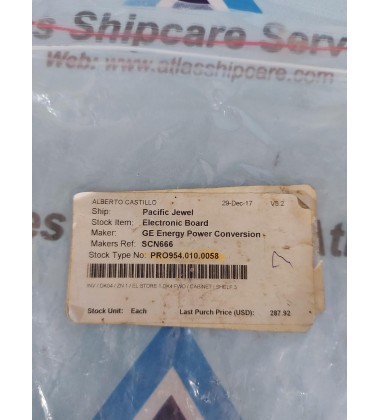 las Shipcare Serv
Web: www.atlasshipcare.com
ALBERTO CASTILLO 29-Dec-17 V5.2
Ship: Pacific Jewel
Stock Item: Electronic Board
Maker: GE Energy Power Conversion
Makers Ref: SCN666
Stock Type No: PRO954.010.0058
Stock Unit: Each Last Purch Price (USD): 287.92